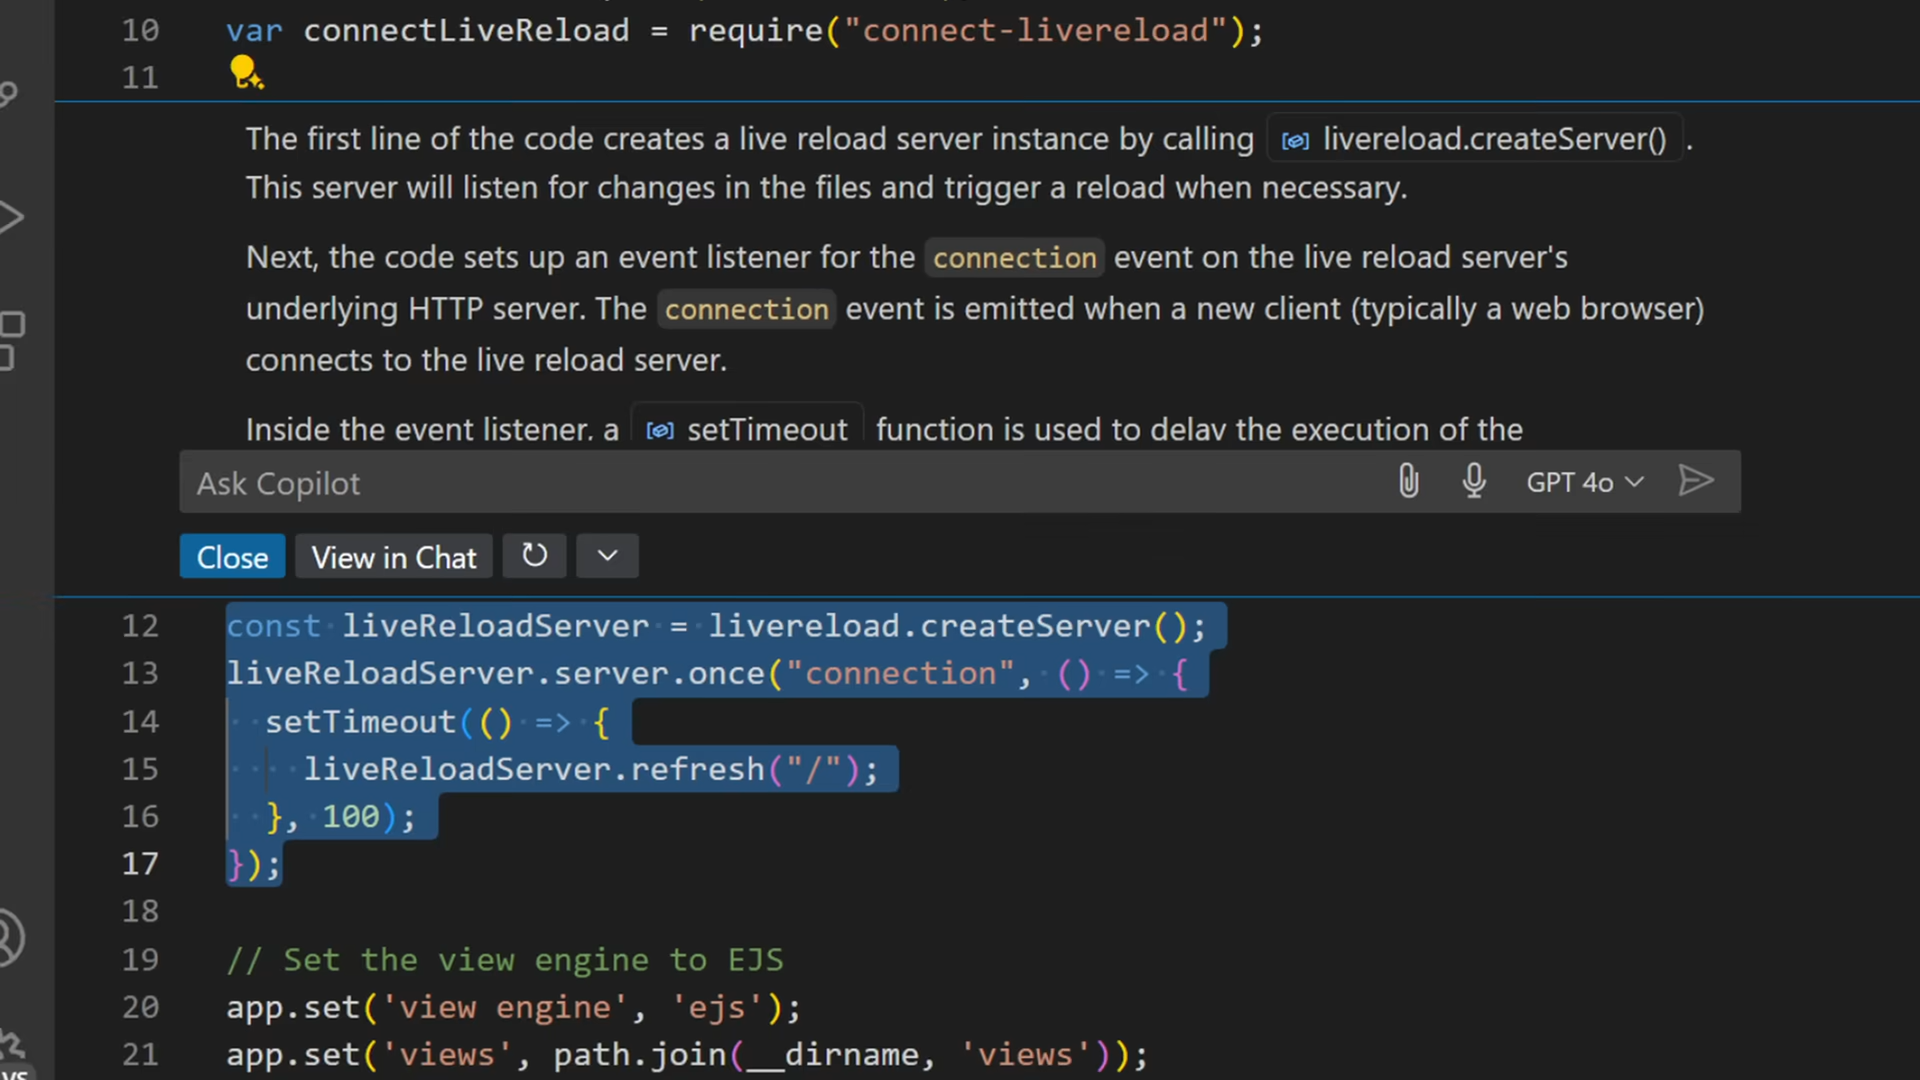 10 var connectLiveReload = require("connect-livereload");
11
The first line of the code creates a live reload server instance by calling livereload.createServer() .
This server will listen for changes in the files and trigger a reload when necessary.
Next, the code sets up an event listener for the connection event on the live reload server's
underlying HTTP server. The connection event is emitted when a new client (typically a web browser)
connects to the live reload server.
Inside the event listener, a setTimeout function is used to delay the execution of the
Ask Copilot GPT 4o
Close View in Chat
12 const liveReloadServer = livereload.createServer();
13 liveReloadServer.server.once("connection", () => {
14 setTimeout(() => {
15 liveReloadServer.refresh("/");
16 }, 100);
17 });
18
19 // Set the view engine to EJS
20 app.set('view engine', 'ejs');
21 app.set('views', path.join(__dirname, 'views'));